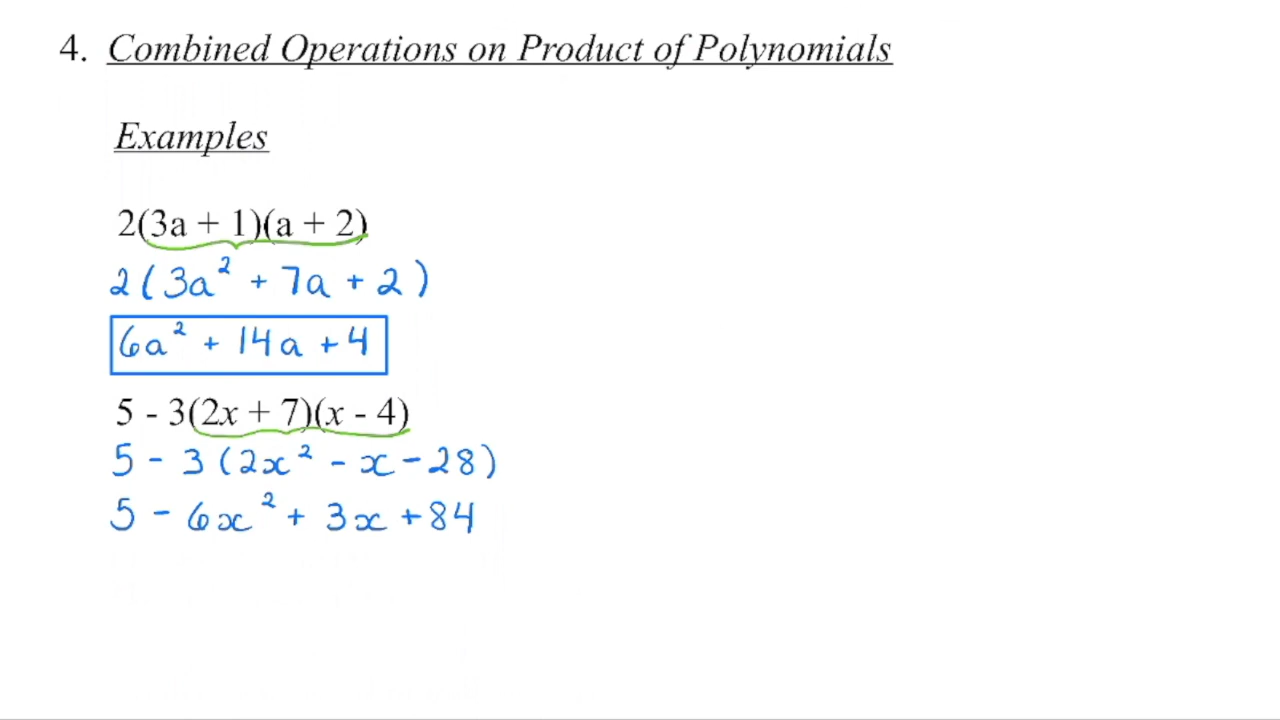 4. Combined Operations on Product of Polynomials
Examples
2(3a + 1)(a + 2)
2(3a² + 7a + 2)
6a² + 14a + 4
5 - 3(2x + 7)(x - 4)
5 - 3(2x² - x - 28)
5 - 6x² + 3x + 84